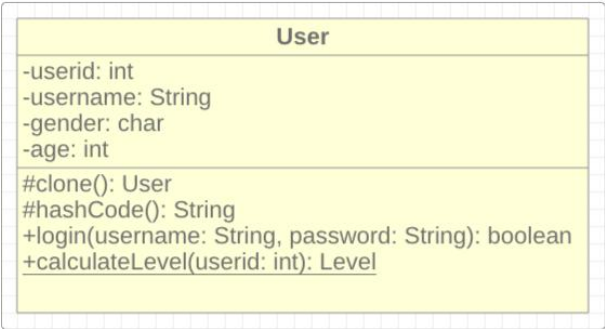 User
-userid: int
-username: String
-gender: char
-age: int
#clone(): User
#hashCode(): String
+login(username: String, password: String): boolean
+calculateLevel(userid: int): Level